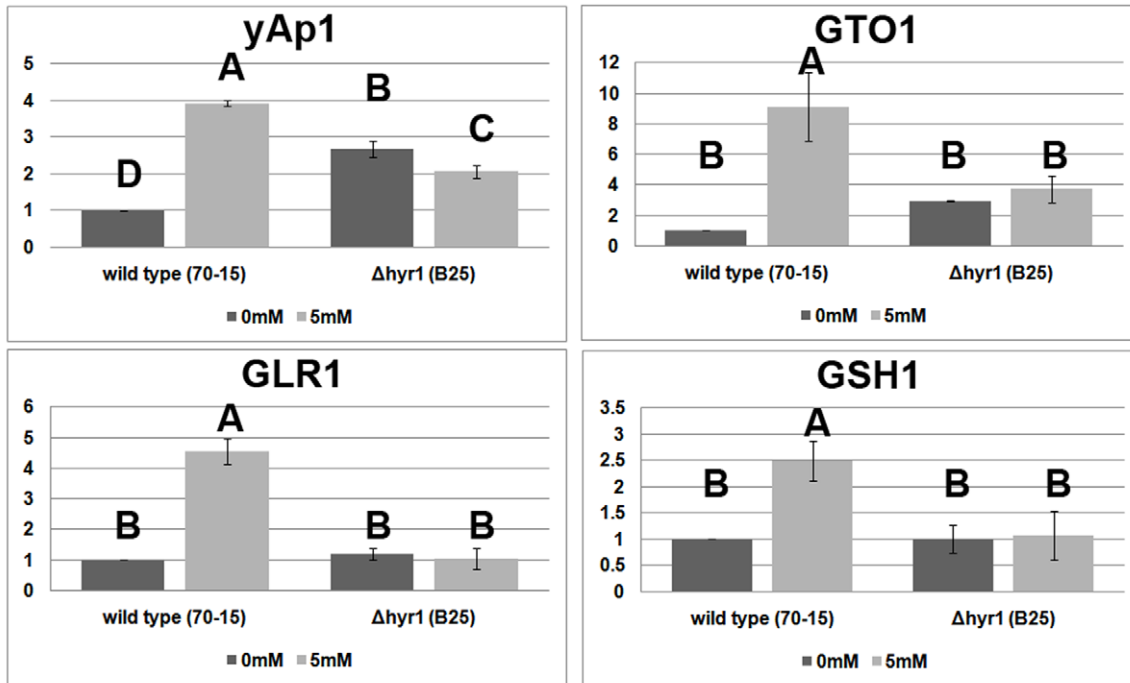 yAp1
5
4
3
2
1
0
A
B
C
D
wild type (70-15) Δhyr1 (B25)
0mM 5mM
GTO1
12
10
8
6
4
2
0
A
B B B
wild type (70-15) Δhyr1 (B25)
0mM 5mM
GLR1
6
5
4
3
2
1
0
A
B B B
wild type (70-15) Δhyr1 (B25)
0mM 5mM
GSH1
3.5
3
2.5
2
1.5
1
0.5
0
A
B B B
wild type (70-15) Δhyr1 (B25)
0mM 5mM